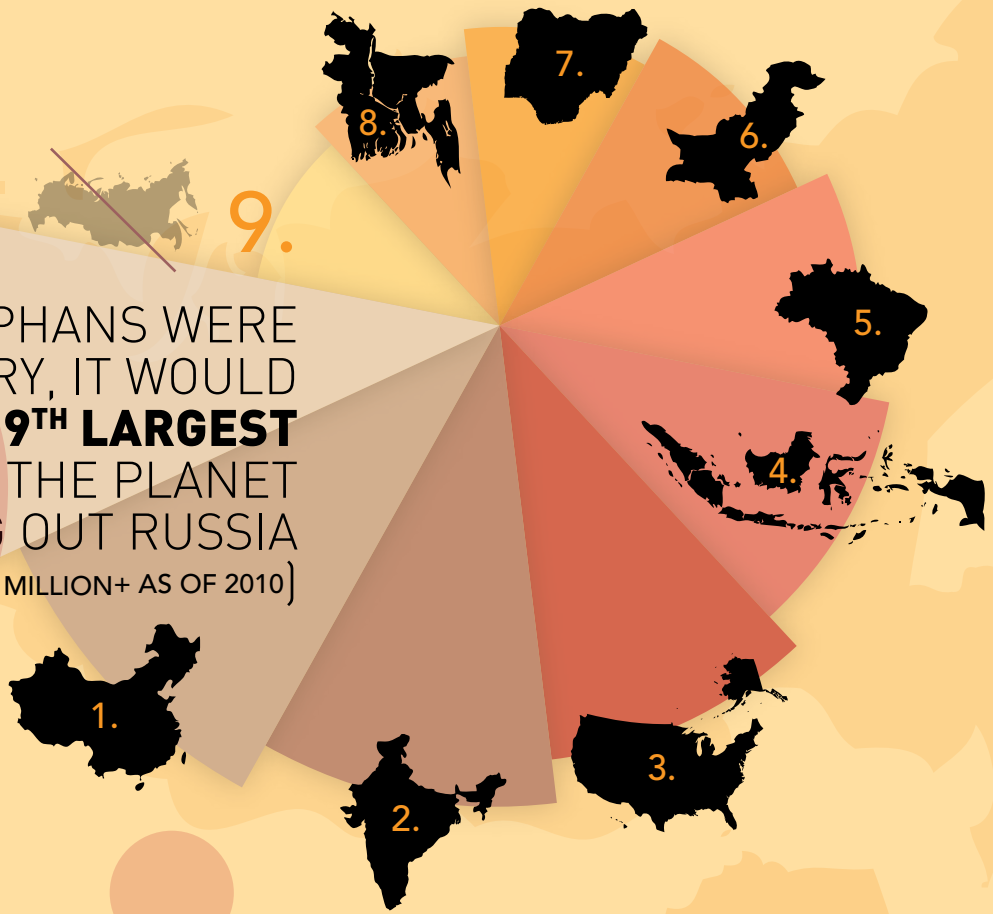 8.
7.
6.
9.
5.
PHANS WERE
RY, IT WOULD
9TH LARGEST
THE PLANET
OUT RUSSIA
MILLION+ AS OF 2010)
4.
1.
3.
2.